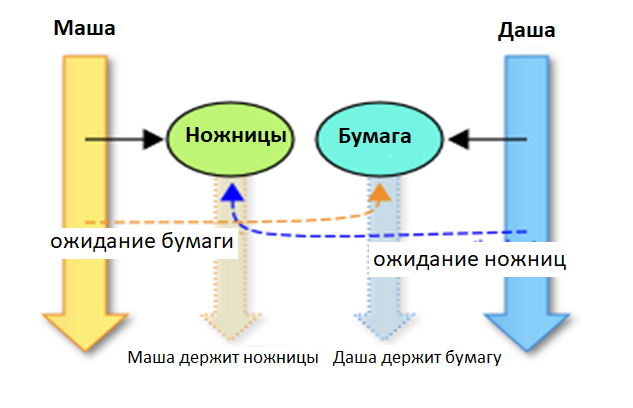 Маша
Даша
Ножницы
Бумага
ожидание бумаги
ожидание ножниц
Маша держит ножницы
Даша держит бумагу